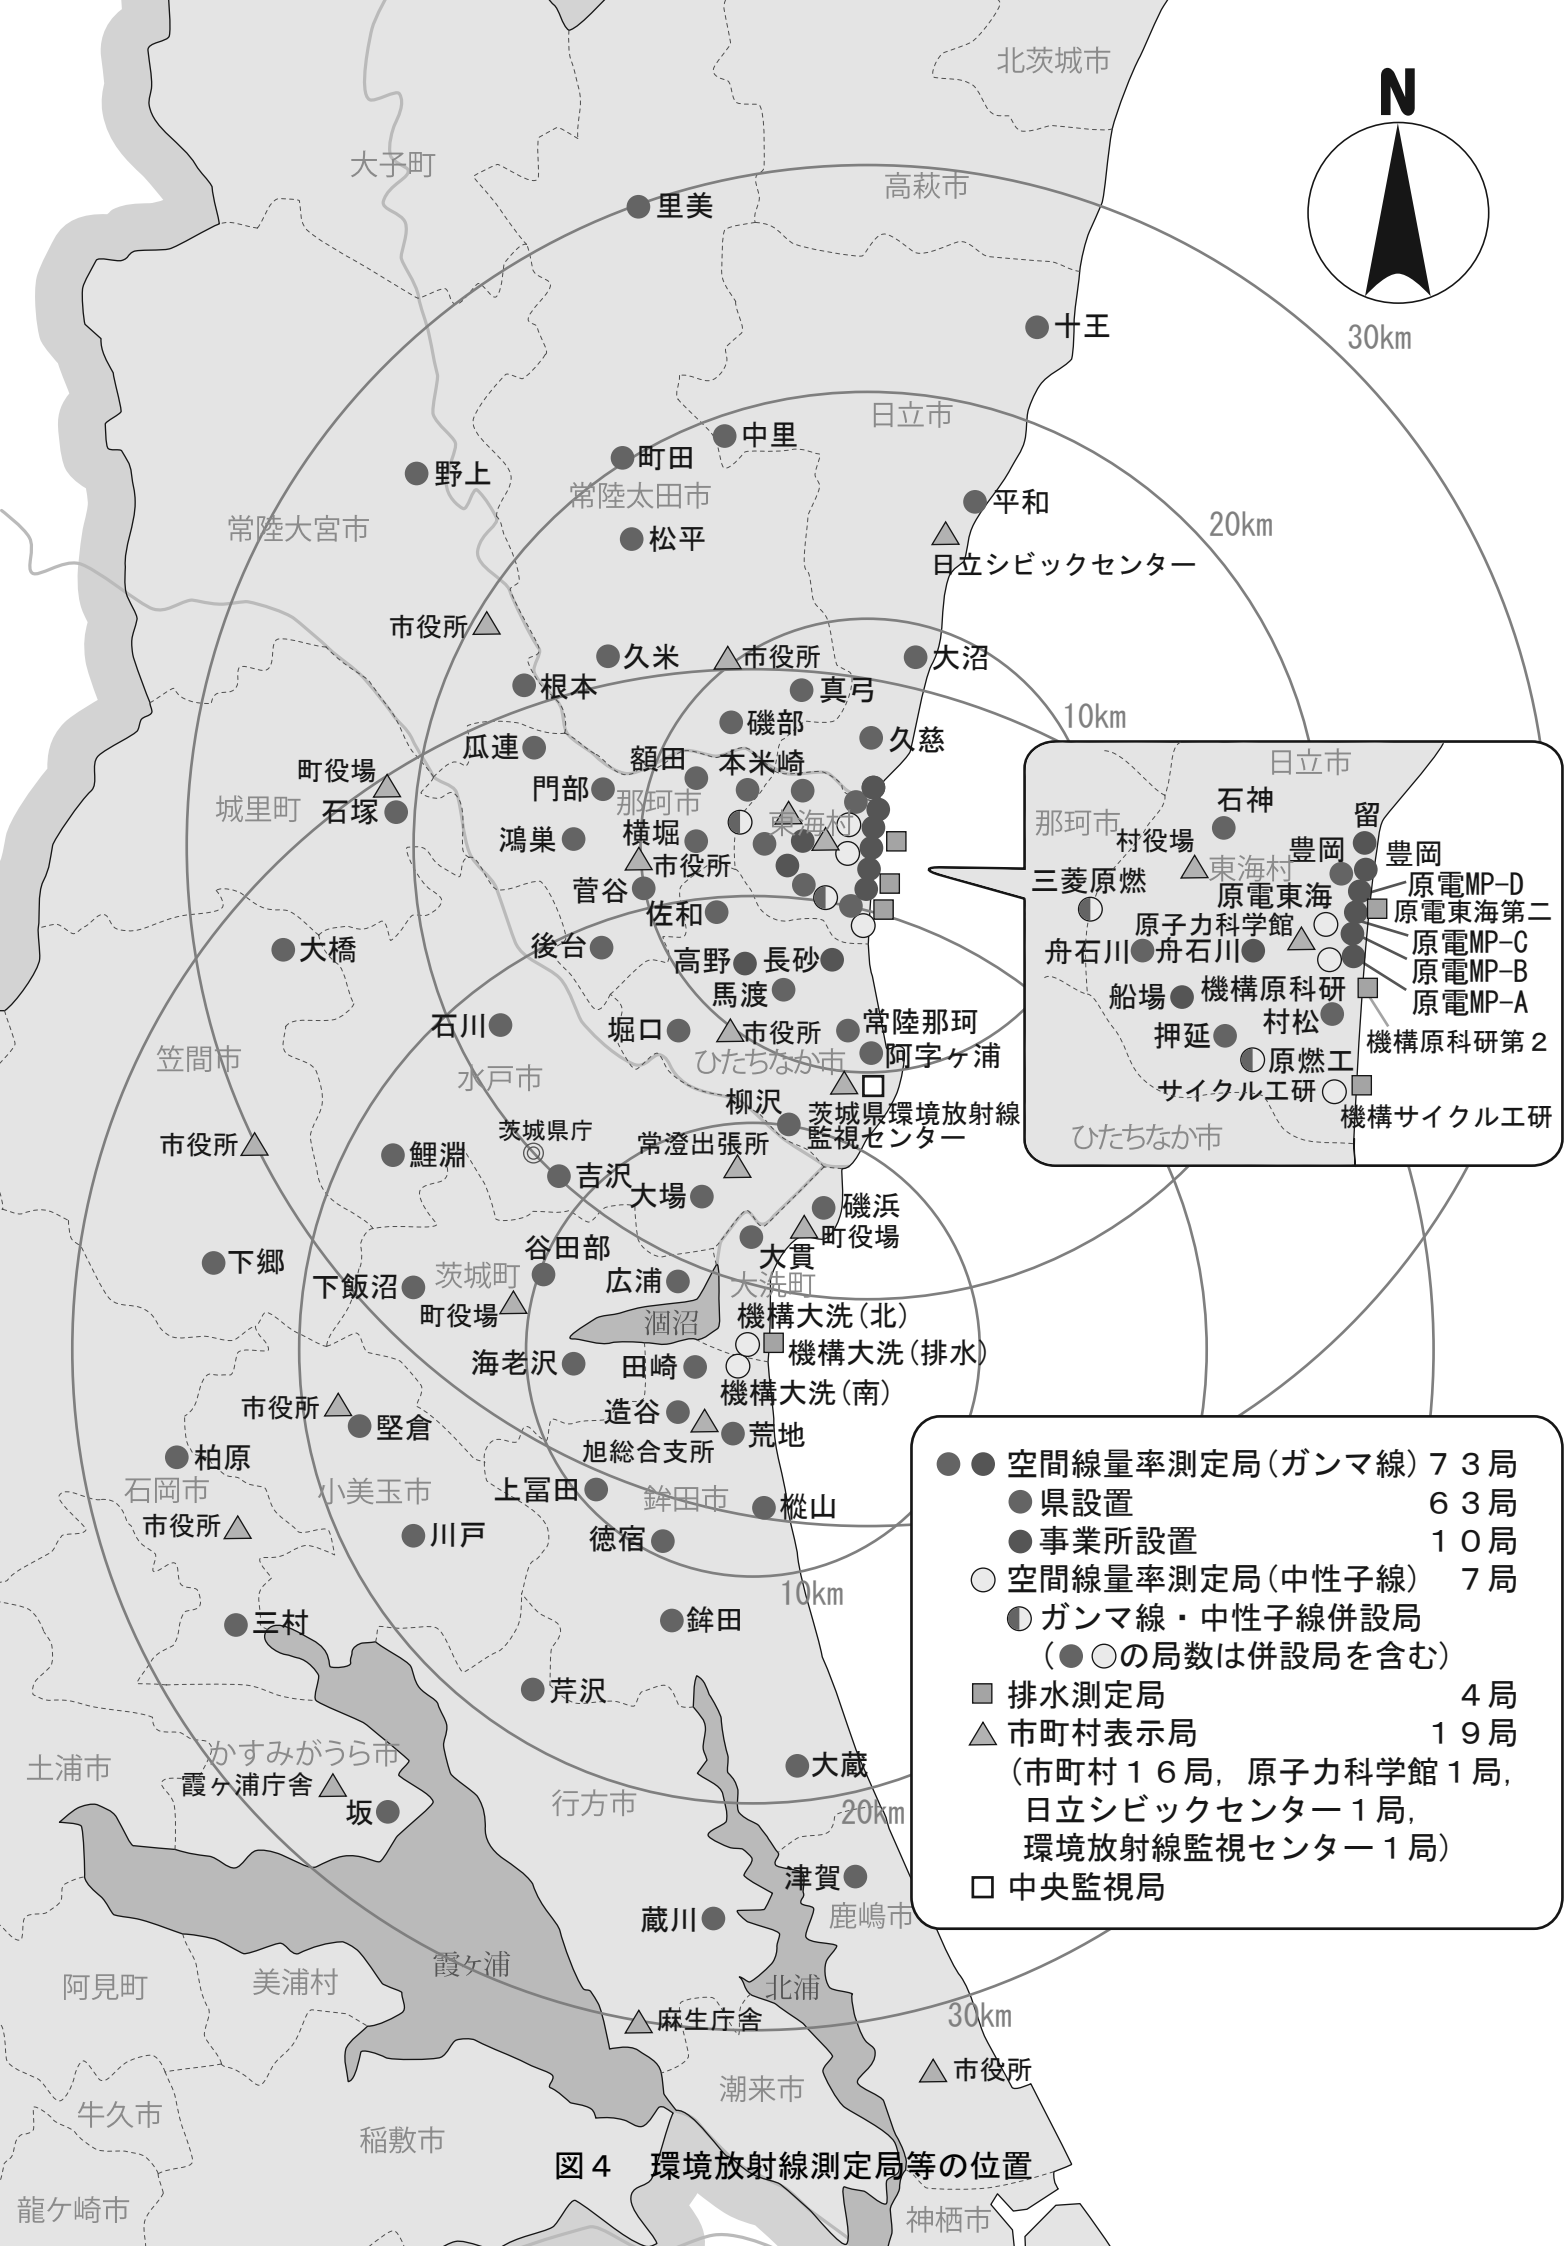 北茨城市
N
大子町
高萩市
里美
30km
十王
日立市
中里
町田
野上
常陸太田市
平和
20km
常陸大宮市
松平
日立シビックセンター
市役所
久米
市役所
大沼
根本
真弓
10km
磯部
瓜連
久慈
額田
本米崎
町役場
門部
那珂市
城里町
石塚
東海村
鴻巣
横堀
市役所
菅谷
佐和
大橋
後台
高野
長砂
馬渡
石川
堀口
市役所
常陸那珂
笠間市
ひたちなか市
阿字ヶ浦
水戸市
柳沢
茨城県環境放射線
監視センター
茨城県庁
常澄出張所
市役所
鯉淵
吉沢
大場
磯浜
町役場
大貫
下郷
谷田部
下飯沼
茨城町
広浦
大洗町
町役場
涸沼
機構大洗(北)
機構大洗(排水)
海老沢
田崎
機構大洗(南)
市役所
堅倉
造谷
荒地
旭総合支所
柏原
石岡市
小美玉市
上冨田
鉾田市
樅山
市役所
川戸
徳宿
10km
三村
鉾田
芹沢
土浦市
かすみがうら市
大蔵
霞ヶ浦庁舎
行方市
坂
20km
津賀
蔵川
鹿嶋市
霞ヶ浦
阿見町
美浦村
北浦
麻生庁舎
30km
市役所
潮来市
牛久市
稲敷市
龍ケ崎市
神栖市
日立市
石神
那珂市
留
村役場
豊岡
豊岡
東海村
三菱原燃
原電MP-D
原電東海
原電東海第二
原子力科学館
原電MP-C
舟石川
舟石川
原電MP-B
船場
機構原科研
原電MP-A
村松
押延
機構原科研第2
原燃工
サイクル工研
機構サイクル工研
ひたちなか市
空間線量率測定局(ガンマ線)73局
県設置 63局
事業所設置 10局
空間線量率測定局(中性子線) 7局
ガンマ線・中性子線併設局
(●○の局数は併設局を含む)
排水測定局 4局
市町村表示局 19局
(市町村16局, 原子力科学館1局,
日立シビックセンター1局,
環境放射線監視センター1局)
中央監視局
図4 環境放射線測定局等の位置